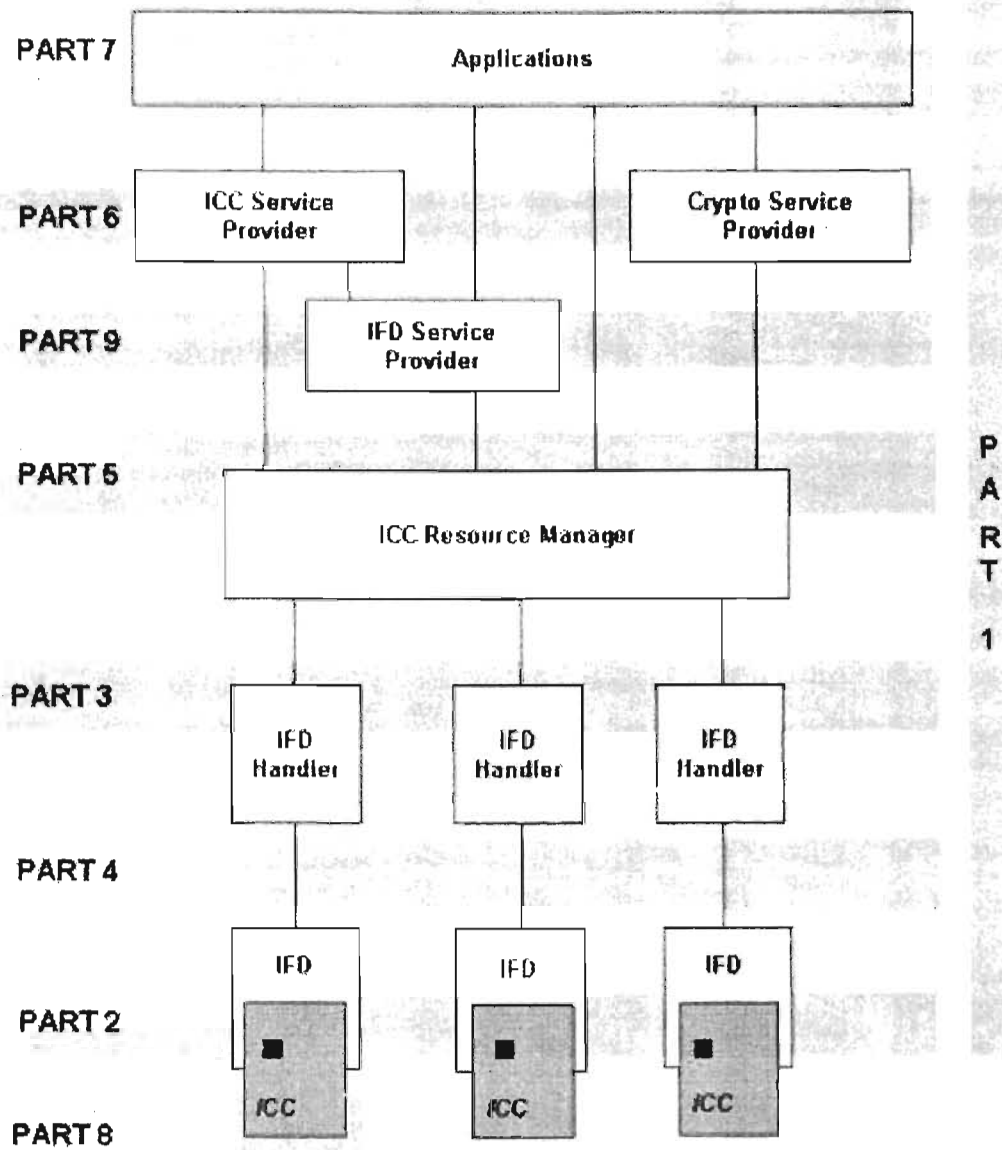 PART 7
Applications
PART 6
ICC Service
Provider
Crypto Service
Provider
PART 9
IFD Service
Provider
PART 5
ICC Resource Manager
P
A
R
T
1
PART 3
IFD
Handler
IFD
Handler
IFD
Handler
PART 4
IFD
IFD
IFD
PART 2
ICC
ICC
ICC
PART 8